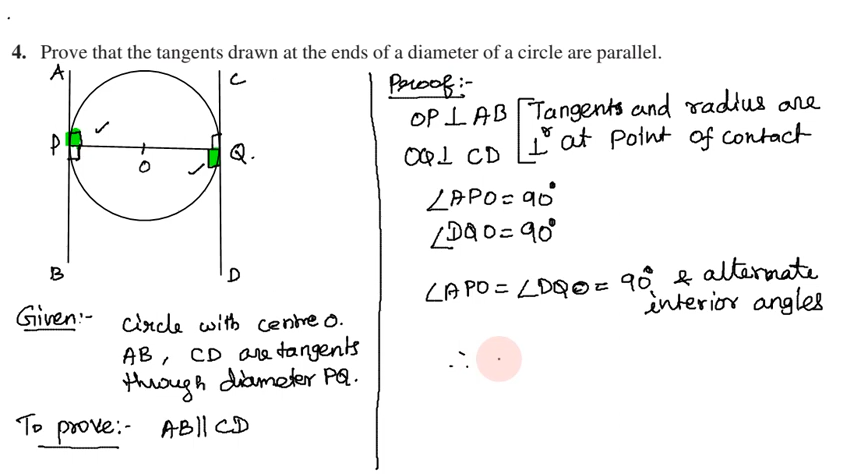 4. Prove that the tangents drawn at the ends of a diameter of a circle are parallel.
A
C
P
O
Q.
B
D
Given:- Circle with centre O.
AB, CD are tangents
through diameter PQ.
To prove:- AB || CD
Proof:-
OP ⊥ AB [Tangents and radius are
OQ ⊥ CD [⊥r at point of contact
∠APO = 90°
∠DQO = 90°
∠APO = ∠DQO = 90° & alternate
interior angles
∴